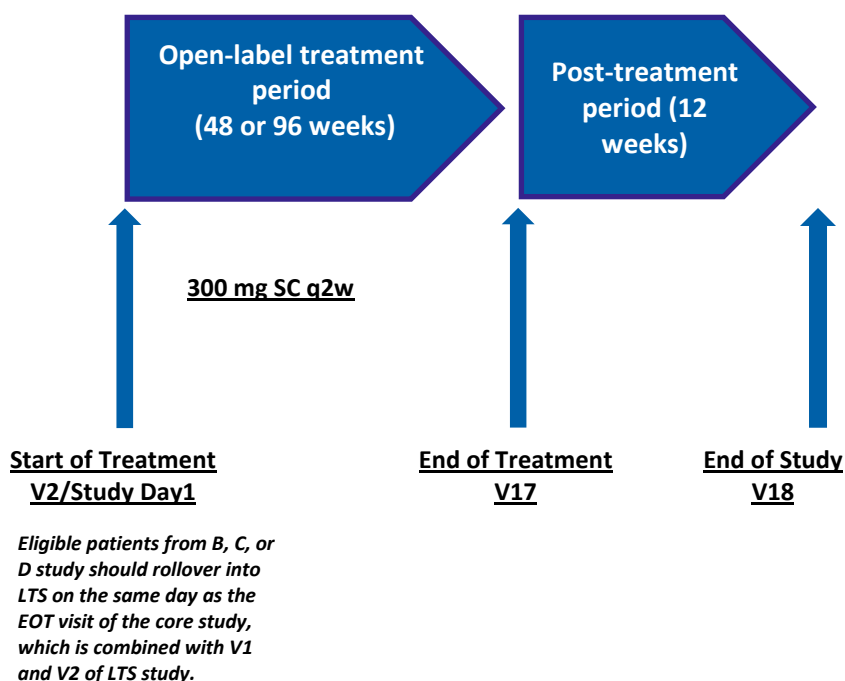 Open-label treatment
period
(48 or 96 weeks)
Post-treatment
period (12
weeks)
300 mg SC q2w
Start of Treatment
V2/Study Day1
End of Treatment
V17
End of Study
V18
Eligible patients from B, C, or
D study should rollover into
LTS on the same day as the
EOT visit of the core study,
which is combined with V1
and V2 of LTS study.